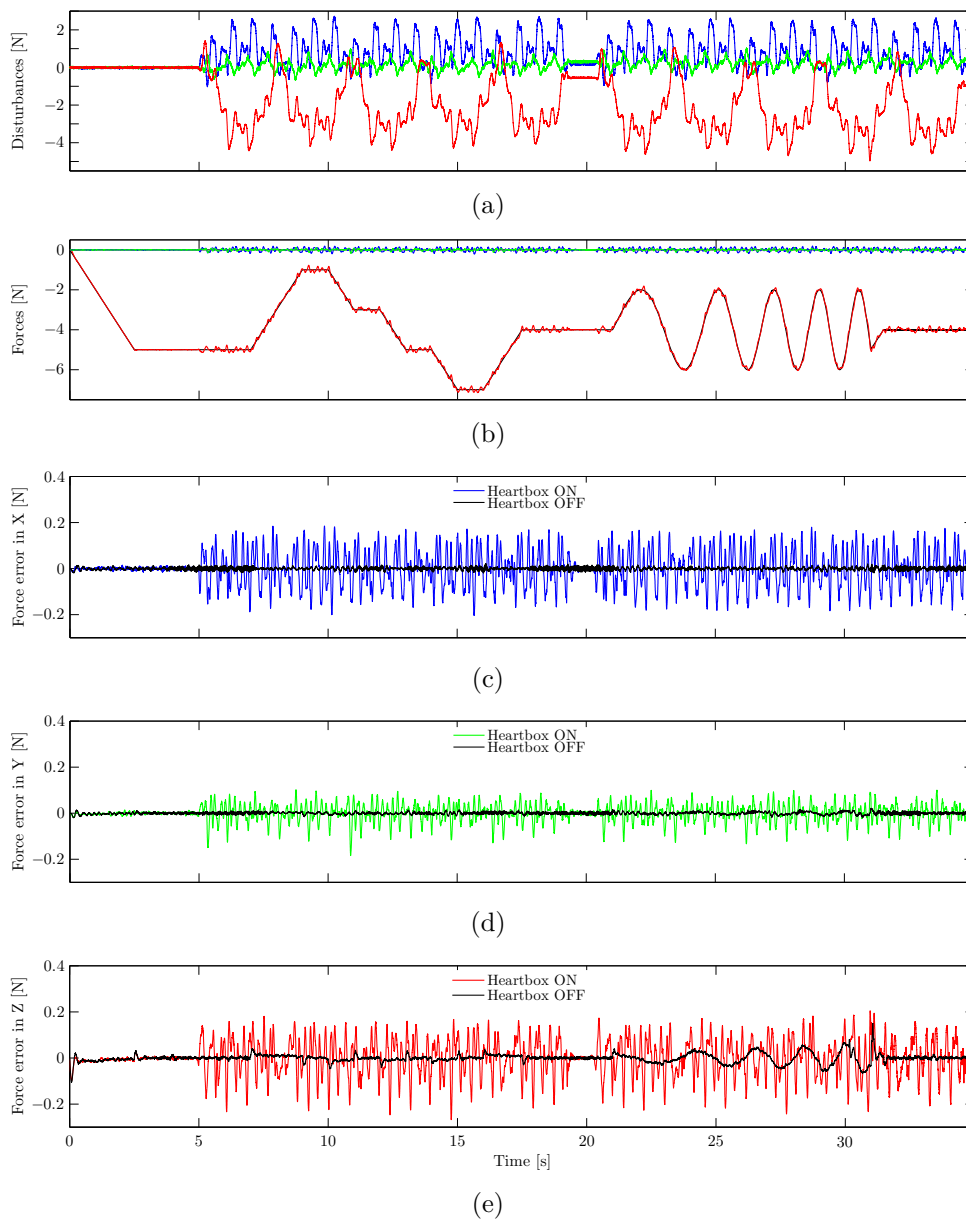 Disturbances [N]
2
0
−2
−4
(a)
Forces [N]
0
−2
−4
−6
(b)
Force error in X [N]
0.4
0.2
0
−0.2
Heartbox ON
Heartbox OFF
(c)
Force error in Y [N]
0.4
0.2
0
−0.2
Heartbox ON
Heartbox OFF
(d)
Force error in Z [N]
0.4
0.2
0
−0.2
Heartbox ON
Heartbox OFF
0 5 10 15 20 25 30
Time [s]
(e)